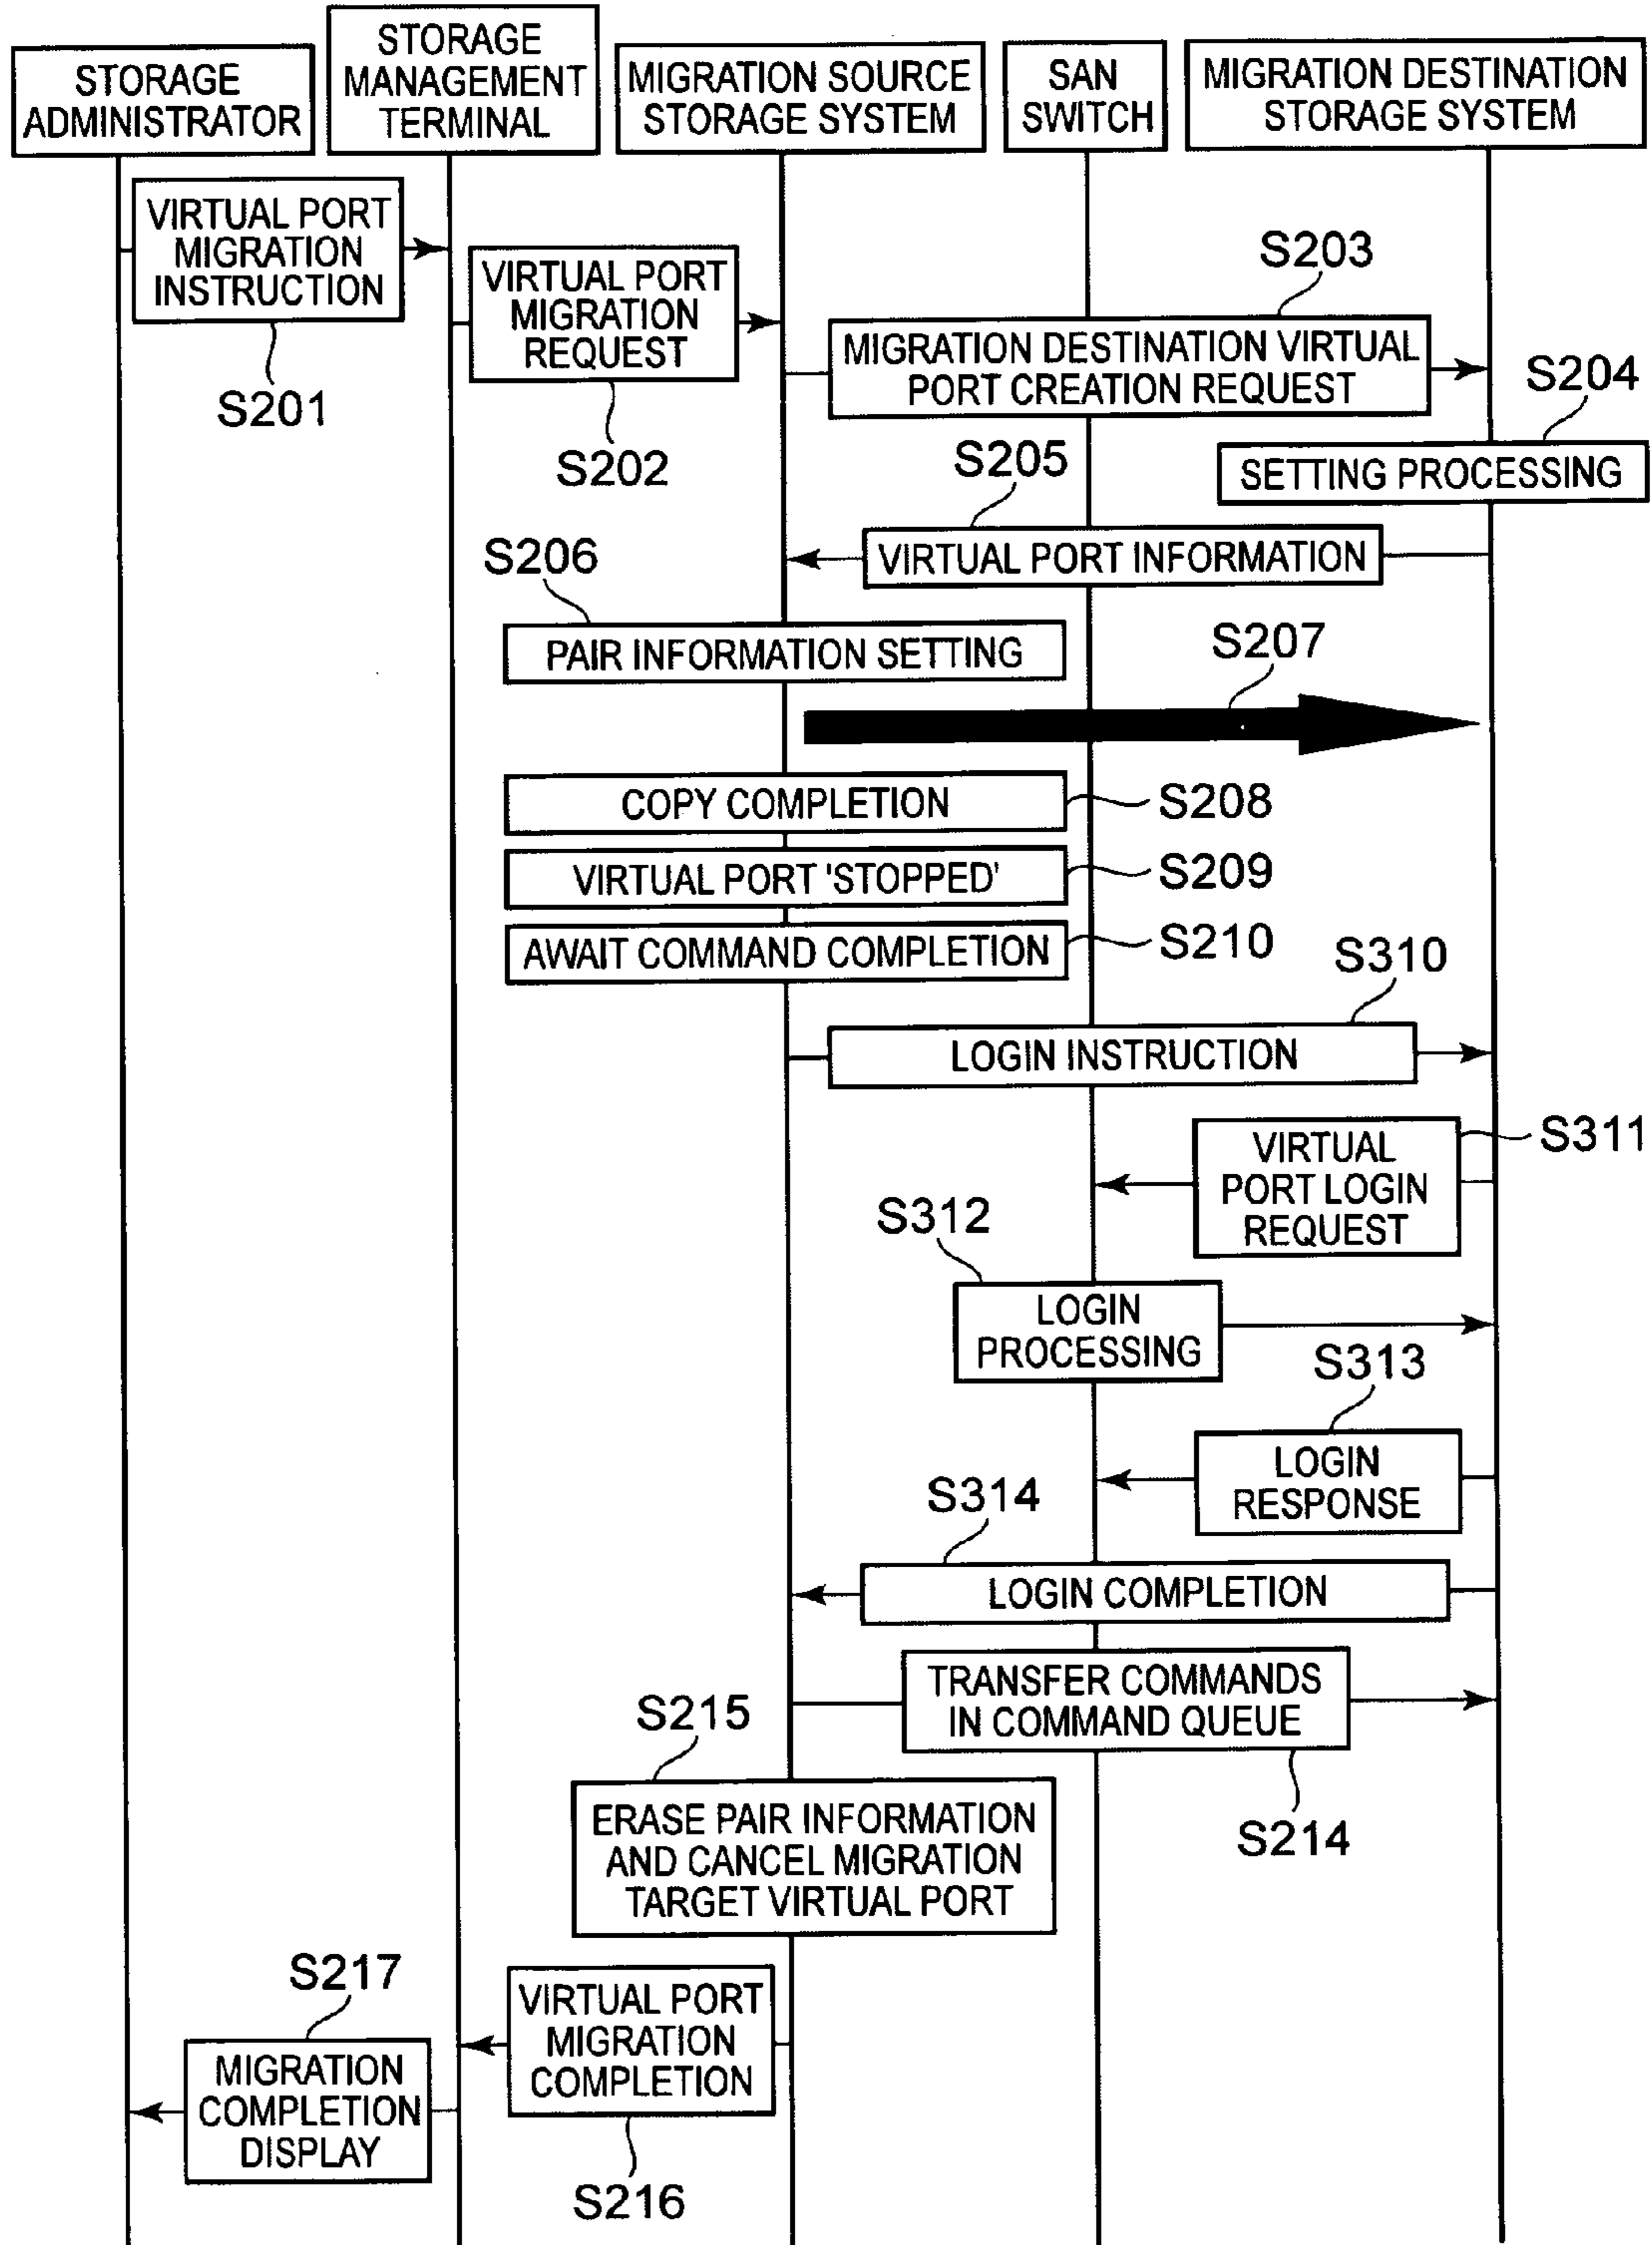 STORAGE
ADMINISTRATOR
STORAGE
MANAGEMENT
TERMINAL
MIGRATION SOURCE
STORAGE SYSTEM
SAN
SWITCH
MIGRATION DESTINATION
STORAGE SYSTEM
VIRTUAL PORT
MIGRATION
INSTRUCTION
S201
VIRTUAL PORT
MIGRATION
REQUEST
S202
S203
MIGRATION DESTINATION VIRTUAL
PORT CREATION REQUEST
S204
SETTING PROCESSING
S205
VIRTUAL PORT INFORMATION
S206
PAIR INFORMATION SETTING
S207
COPY COMPLETION
S208
VIRTUAL PORT 'STOPPED'
S209
AWAIT COMMAND COMPLETION
S210
S310
LOGIN INSTRUCTION
S311
VIRTUAL
PORT LOGIN
REQUEST
S312
LOGIN
PROCESSING
S313
LOGIN
RESPONSE
S314
LOGIN COMPLETION
TRANSFER COMMANDS
IN COMMAND QUEUE
S214
S215
ERASE PAIR INFORMATION
AND CANCEL MIGRATION
TARGET VIRTUAL PORT
VIRTUAL PORT
MIGRATION
COMPLETION
S216
S217
MIGRATION
COMPLETION
DISPLAY